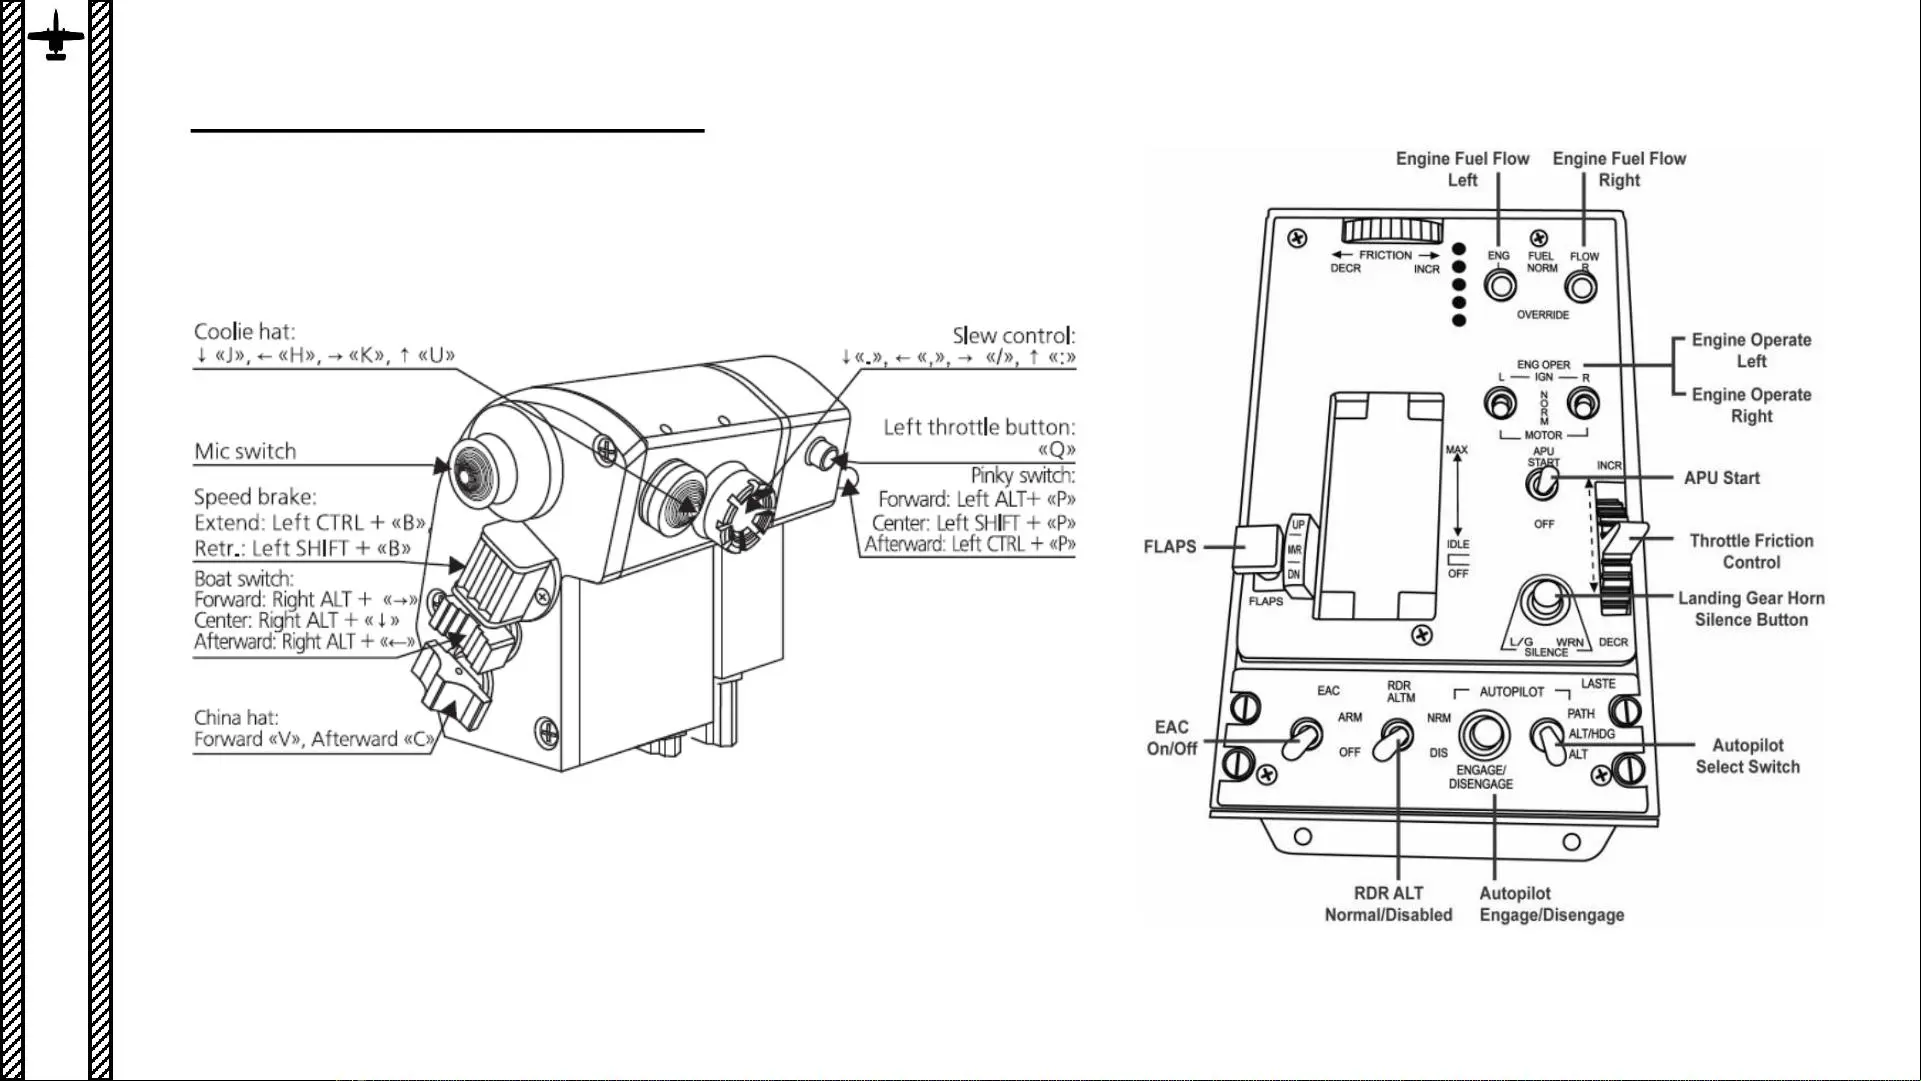 Coolie hat:
↓ «J», ← «H», → «K», ↑ «U»
Mic switch
Speed brake:
Extend: Left CTRL + «B»,
Retr.: Left SHIFT + «B»
Boat switch:
Forward: Right ALT + «→»
Center: Right ALT + «↓»
Afterward: Right ALT + «←»
China hat:
Forward «V», Afterward «C»
Slew control:
↓«.», ← «,», → «/», ↑ «:»
Left throttle button:
«Q»
Pinky switch:
Forward: Left ALT+ «P»
Center: Left SHIFT + «P»
Afterward: Left CTRL + «P»
Engine Fuel Flow
Left
Engine Fuel Flow
Right
← FRICTION →
DECR INCR
ENG FUEL FLOW
L NORM R
OVERRIDE
Engine Operate
Left
Engine Operate
Right
ENG OPER
L IGN R
NORM
MOTOR
APU
START
OFF
INCR
APU Start
MAX
IDLE
OFF
FLAPS
UP
MVR
DN
FLAPS
Throttle Friction
Control
Landing Gear Horn
Silence Button
L/G WRN
SILENCE
DECR
EAC
ARM
OFF
RDR
ALTM
NRM
DIS
AUTOPILOT
ENGAGE/
DISENGAGE
LASTE
PATH
ALT/HDG
ALT
EAC
On/Off
Autopilot
Select Switch
RDR ALT
Normal/Disabled
Autopilot
Engage/Disengage